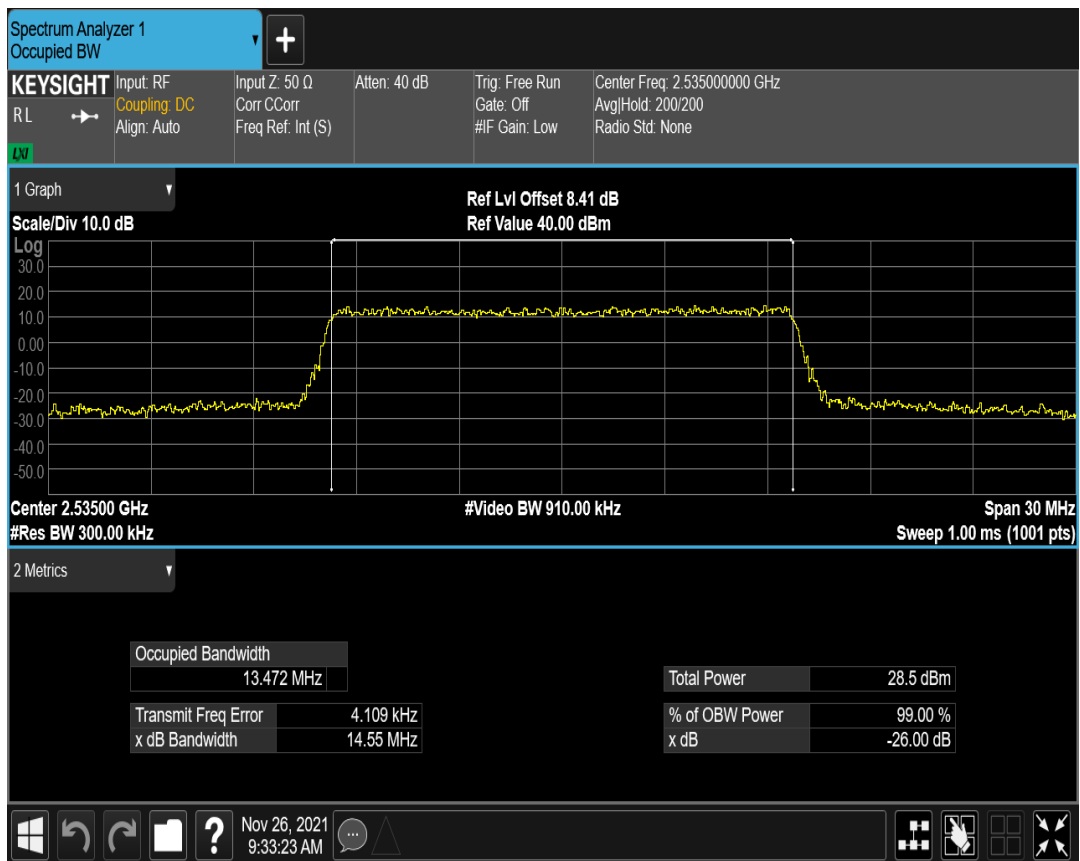 Spectrum Analyzer 1
Occupied BW
KEYSIGHT
R L
LXI
Input: RF
Coupling: DC
Align: Auto
Input Z: 50 Ω
Corr CCorr
Freq Ref: Int (S)
Atten: 40 dB
Trig: Free Run
Gate: Off
#IF Gain: Low
Center Freq: 2.535000000 GHz
Avg|Hold: 200/200
Radio Std: None
1 Graph
Ref Lvl Offset 8.41 dB
Scale/Div 10.0 dB
Ref Value 40.00 dBm
Log
30.0
20.0
10.0
0.00
-10.0
-20.0
-30.0
-40.0
-50.0
Center 2.53500 GHz
#Video BW 910.00 kHz
Span 30 MHz
#Res BW 300.00 kHz
Sweep 1.00 ms (1001 pts)
2 Metrics
Occupied Bandwidth
13.472 MHz
Total Power 28.5 dBm
Transmit Freq Error 4.109 kHz
% of OBW Power 99.00 %
x dB Bandwidth 14.55 MHz
x dB -26.00 dB
?
Nov 26, 2021
9:33:23 AM